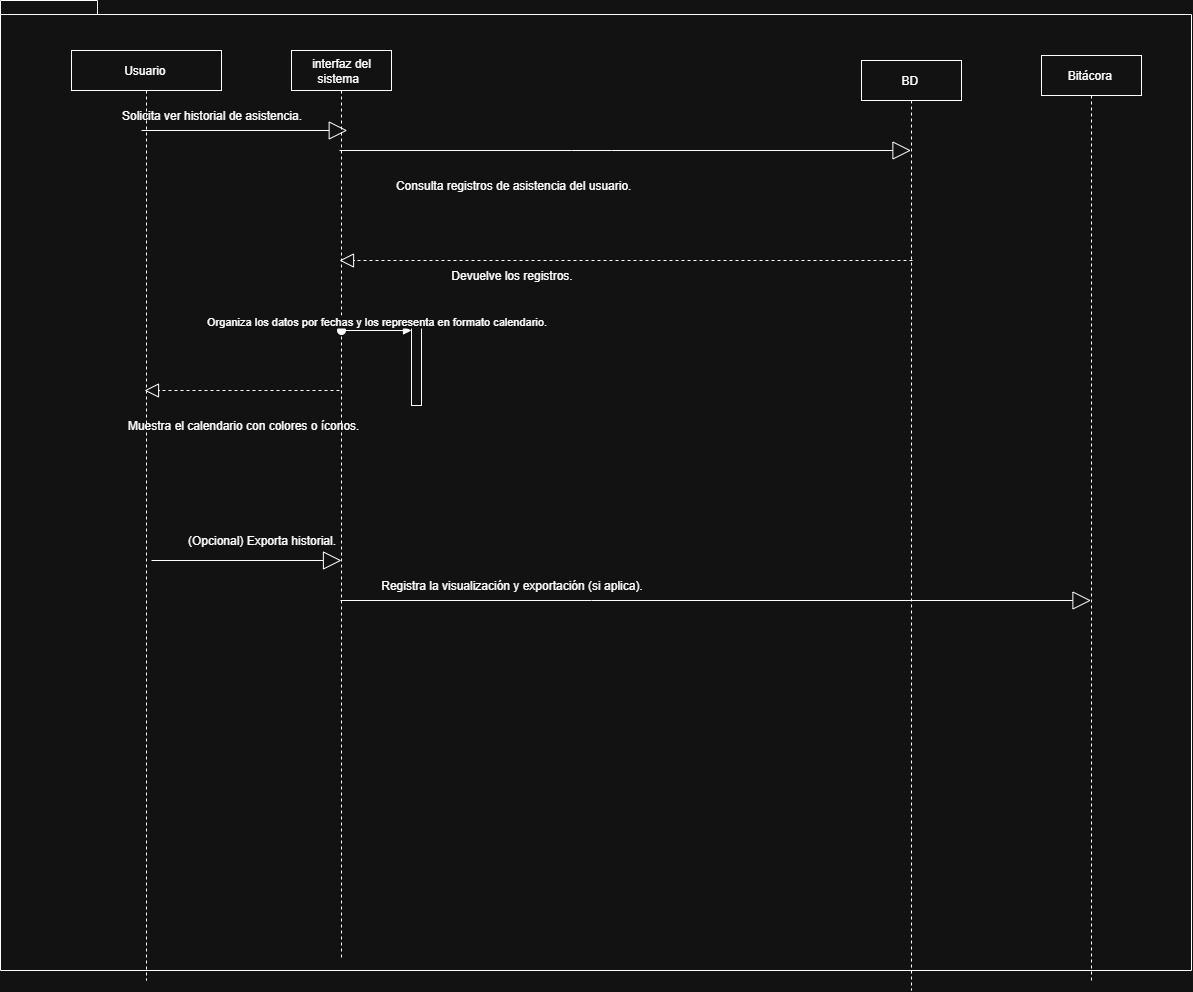 Usuario
interfaz del
sistema
BD
Bitácora
Solicita ver historial de asistencia.
Consulta registros de asistencia del usuario.
Devuelve los registros.
Organiza los datos por fechas y los representa en formato calendario.
Muestra el calendario con colores o íconos.
(Opcional) Exporta historial.
Registra la visualización y exportación (si aplica).